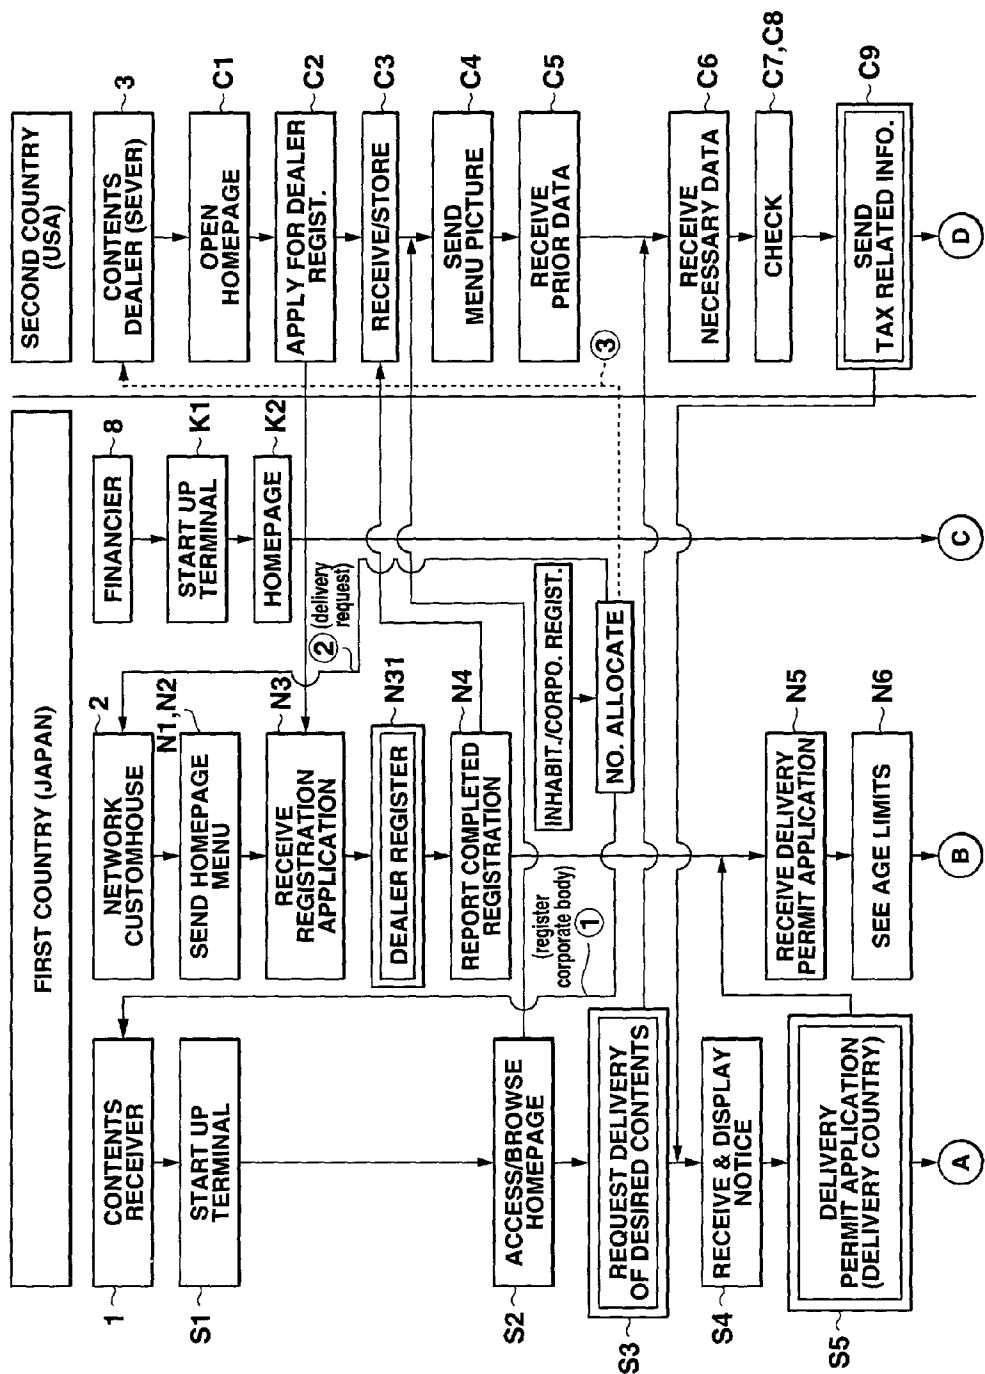 FIRST COUNTRY (JAPAN)
SECOND COUNTRY
(USA)
1
CONTENTS
RECEIVER
S1
START UP
TERMINAL
S2
ACCESS/BROWSE
HOMEPAGE
S3
REQUEST DELIVERY
OF DESIRED CONTENTS
S4
RECEIVE & DISPLAY
NOTICE
S5
DELIVERY
PERMIT APPLICATION
(DELIVERY COUNTRY)
A
2
NETWORK
CUSTOMHOUSE
N1,N2
SEND HOMEPAGE
MENU
N3
RECEIVE
REGISTRATION
APPLICATION
N31
DEALER REGISTER
N4
REPORT COMPLETED
REGISTRATION
(register
corporate body)
1
INHABIT./CORPO. REGIST.
NO. ALLOCATE
2
(delivery
request)
3
N5
RECEIVE DELIVERY
PERMIT APPLICATION
N6
SEE AGE LIMITS
B
8
FINANCIER
K1
START UP
TERMINAL
K2
HOMEPAGE
C
3
CONTENTS
DEALER (SEVER)
C1
OPEN
HOMEPAGE
C2
APPLY FOR DEALER
REGIST.
C3
RECEIVE/STORE
C4
SEND
MENU PICTURE
C5
RECEIVE
PRIOR DATA
C6
RECEIVE
NECESSARY DATA
C7,C8
CHECK
C9
SEND
TAX RELATED INFO.
D